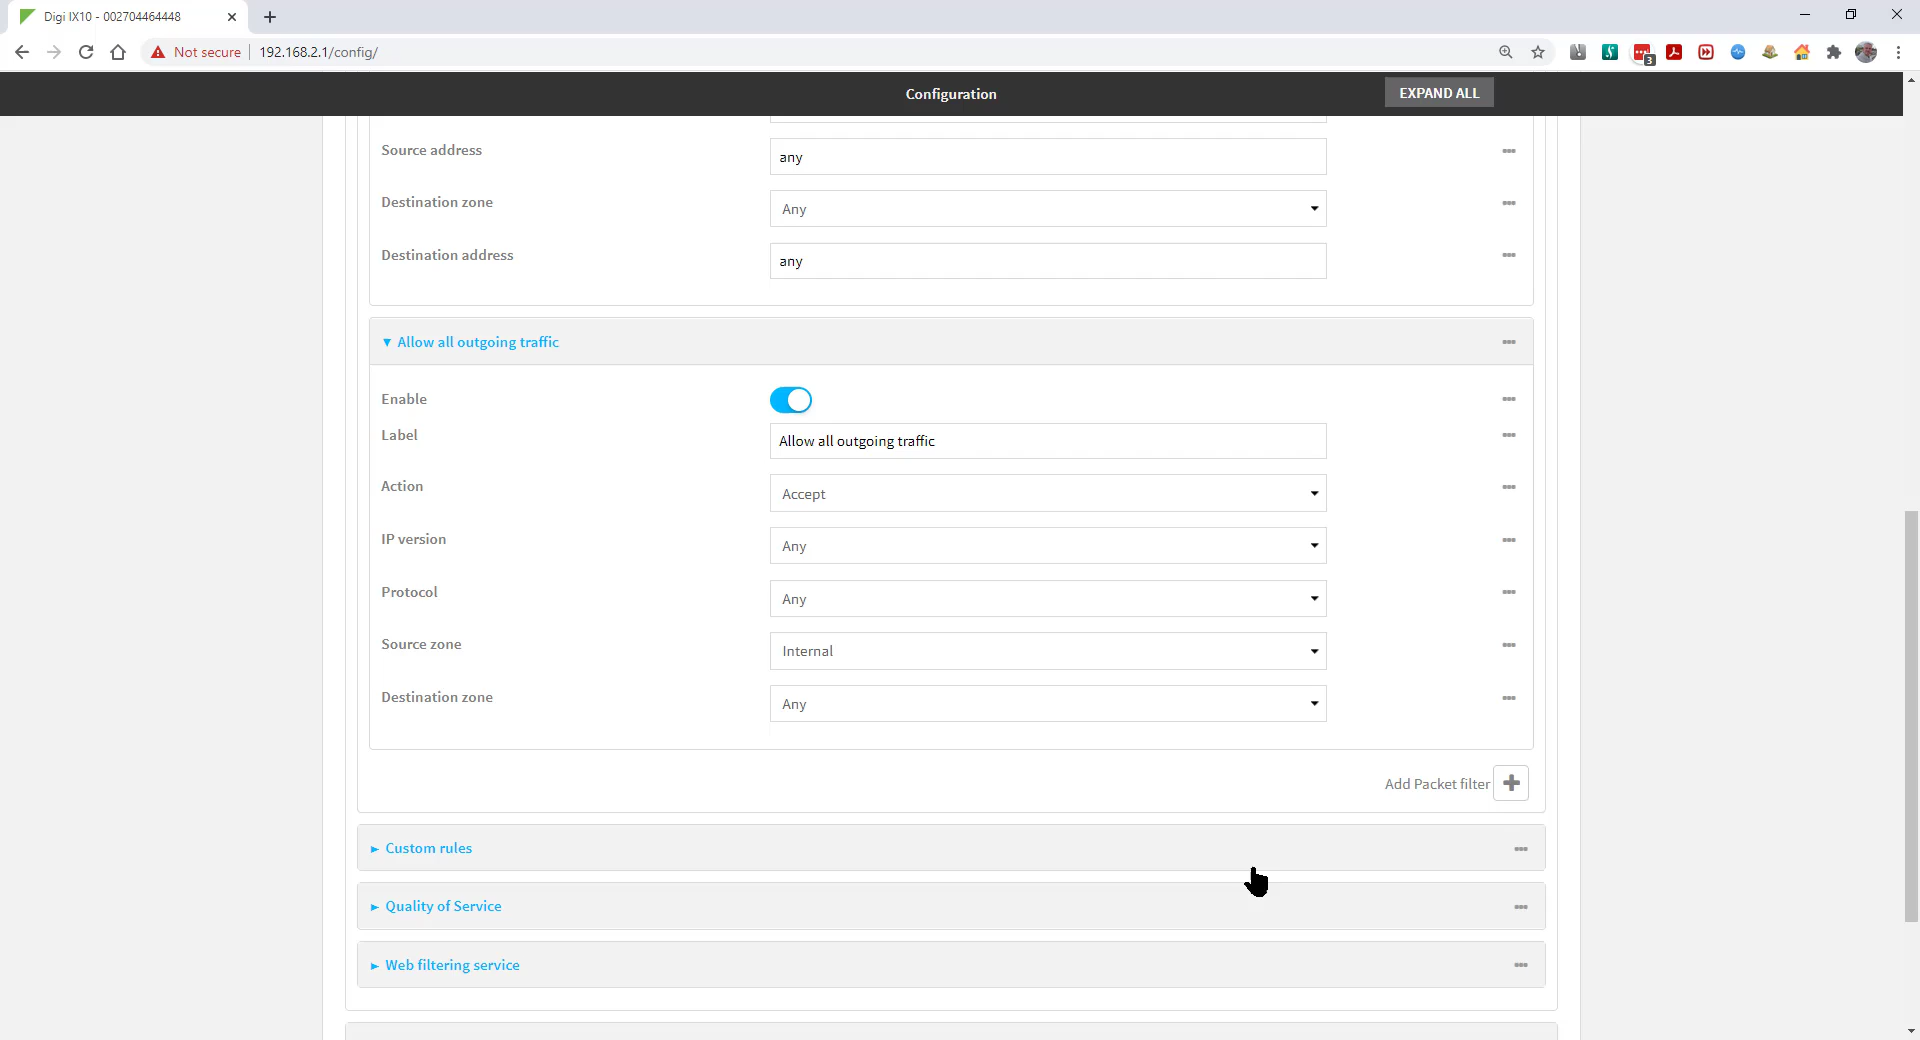 Digi IX10 - 002704464448
Not secure
192.168.2.1/config/
3
Configuration
EXPAND ALL
Source address
any
Destination zone
Any
Destination address
any
Allow all outgoing traffic
Enable
Label
Allow all outgoing traffic
Action
Accept
IP version
Any
Protocol
Any
Source zone
Internal
Destination zone
Any
Add Packet filter
Custom rules
Quality of Service
Web filtering service